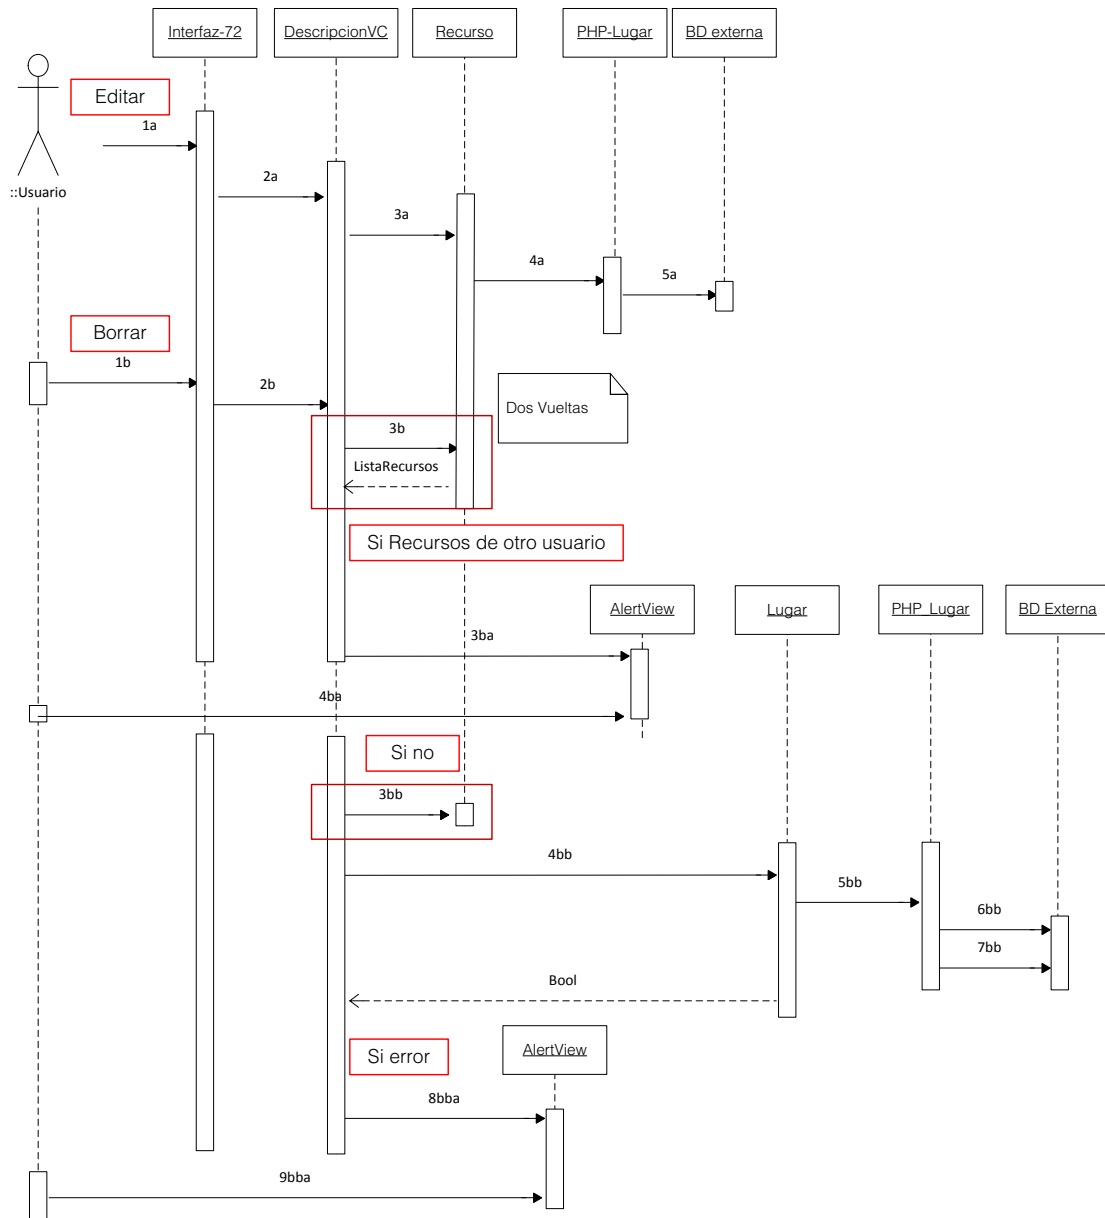 Interfaz-72
DescripcionVC
Recurso
PHP-Lugar
BD externa
Editar
1a
::Usuario
2a
3a
4a
5a
Borrar
1b
2b
Dos Vueltas
3b
ListaRecursos
Si Recursos de otro usuario
AlertView
Lugar
PHP_Lugar
BD Externa
3ba
4ba
Si no
3bb
4bb
5bb
6bb
7bb
Bool
Si error
AlertView
8bba
9bba